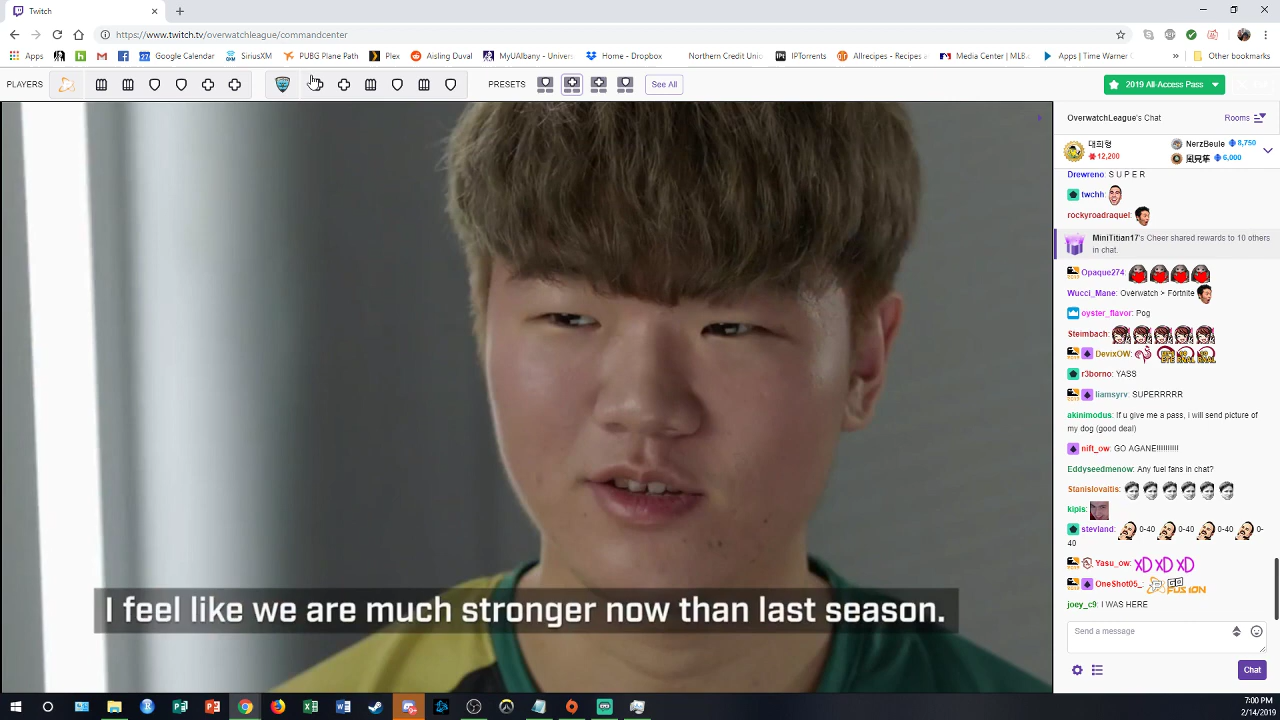 Twitch
https://www.twitch.tv/overwatchleague/commandcenter
Apps
Google Calendar
SiriusXM
PUBG Plane Path
Plex
Aisling Duval
MyUAlbany - Univers
Home - Dropbox
Northern Credit Unio
IPTorrents
Allrecipes - Recipes a
Media Center | MLB.c
Apps | Time Warner C
»
Other bookmarks
PLAYERS
PRESETS
See All
2019 All-Access Pass
OverwatchLeague's Chat
Rooms
대희형
12,200
NerzBeule 8,750
6,000
Drewreno: S U P E R
twchh:
rockyroadraquel:
MiniTitian17's Cheer shared rewards to 10 others
in chat.
Opaque274:
Wucci_Mane: Overwatch > Fortnite
oyster_flavor: Pog
Steimbach:
DevixOW:
r3borno: YASS
liamsyrv: SUPERRRR
akinimodus: If u give me a pass, i will send picture of
my dog (good deal)
nift_ow: GO AGANE!!!!!!!!!!
Eddyseedmenow: Any fuel fans in chat?
Stanislovaitis:
kipis:
stevland: 0-40 0-40 0-40 0-
40
Yasu_ow: XD XD XD
OneShot05_: GO FUSION
joey_c9: I WAS HERE
Send a message
Chat
I feel like we are much stronger now than last season.
7:00 PM
2/14/2019